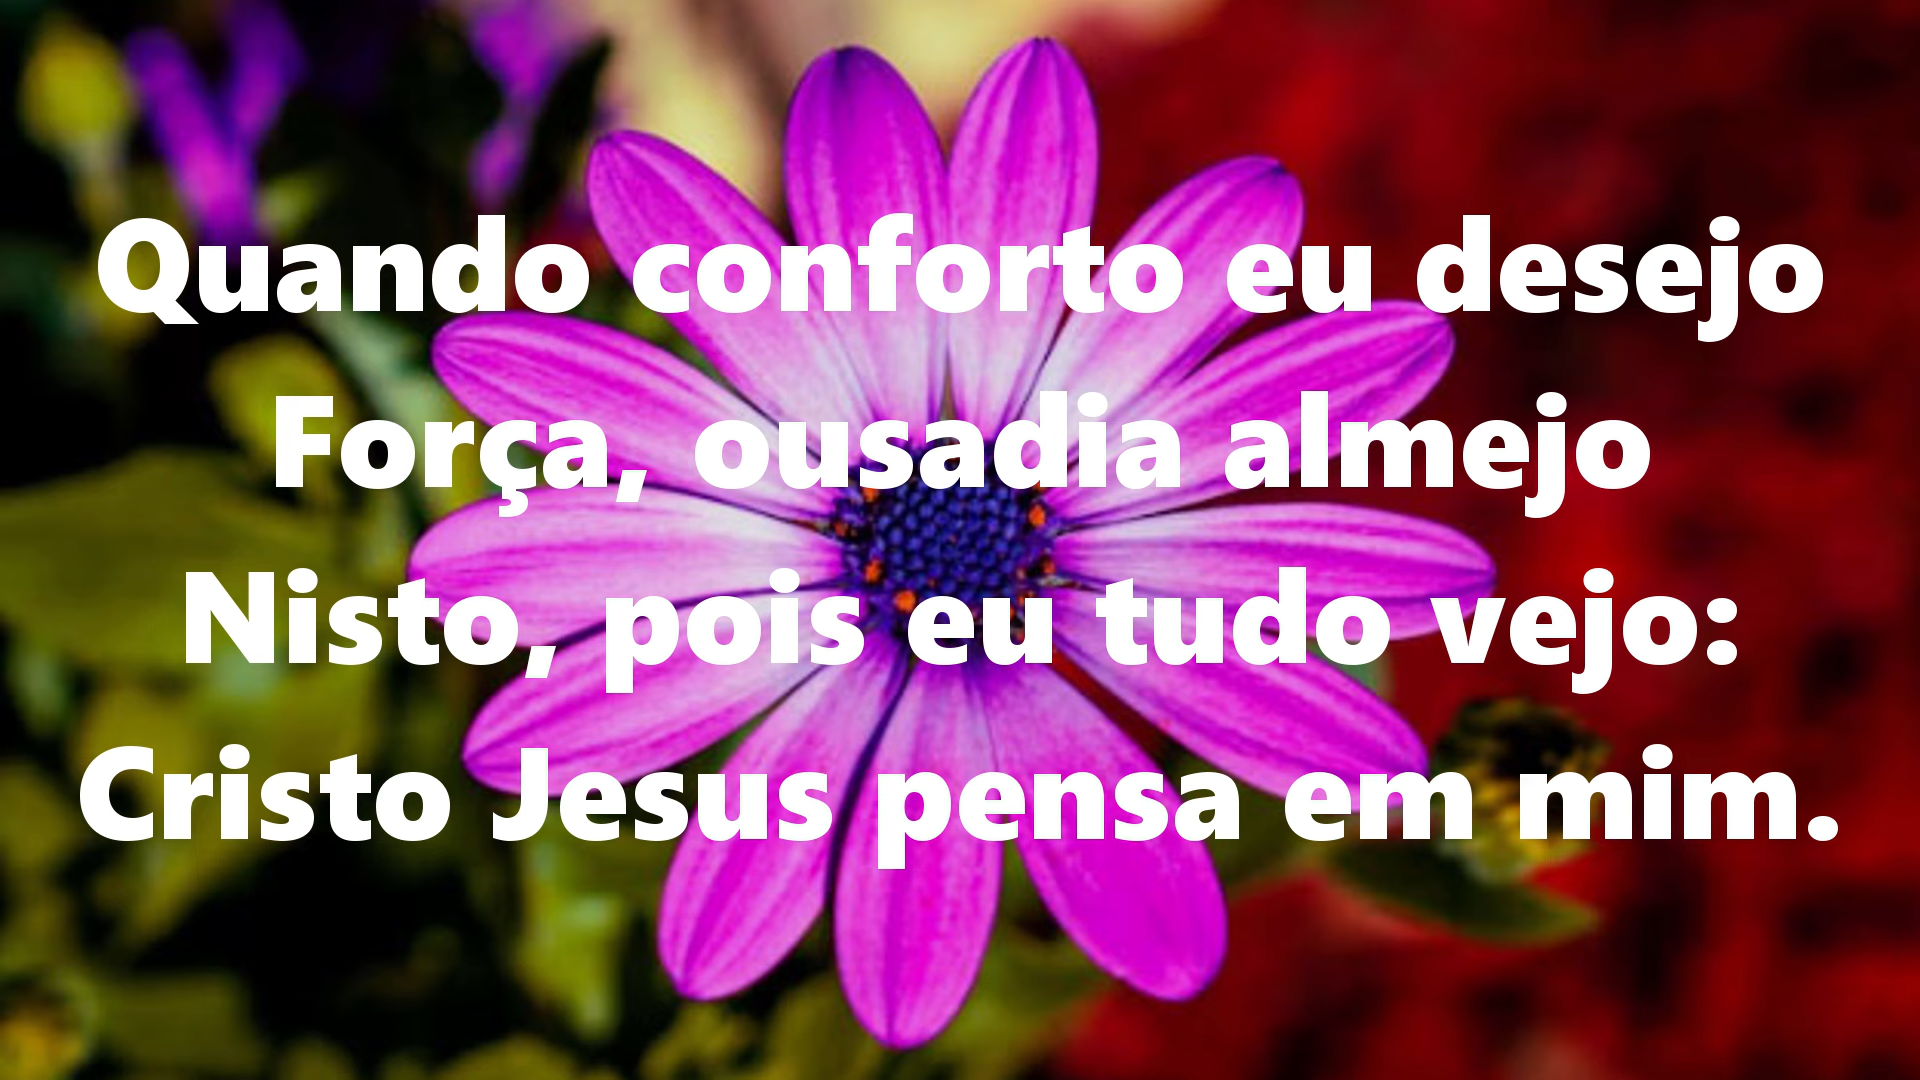 Quando conforto eu desejo
Força, ousadia almejo
Nisto, pois eu tudo vejo:
Cristo Jesus pensa em mim.